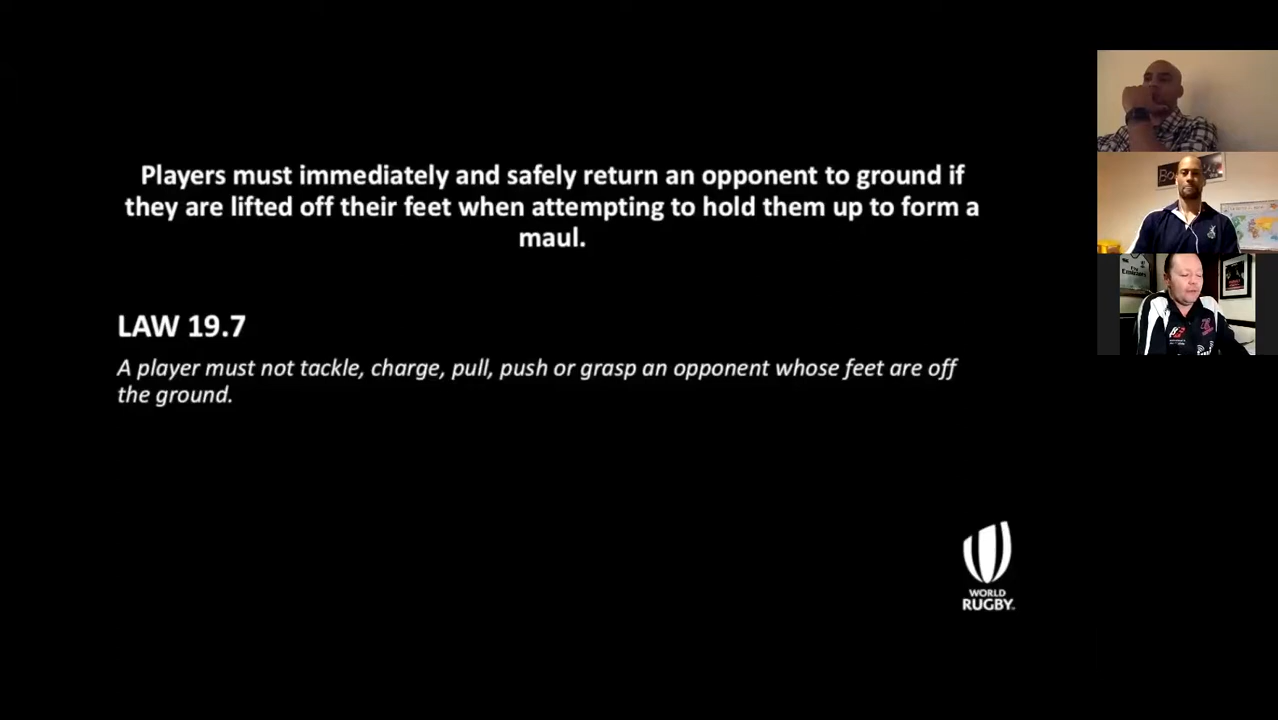 Players must immediately and safely return an opponent to ground if
they are lifted off their feet when attempting to hold them up to form a
maul.
LAW 19.7
A player must not tackle, charge, pull, push or grasp an opponent whose feet are off
the ground.
WORLD
RUGBY